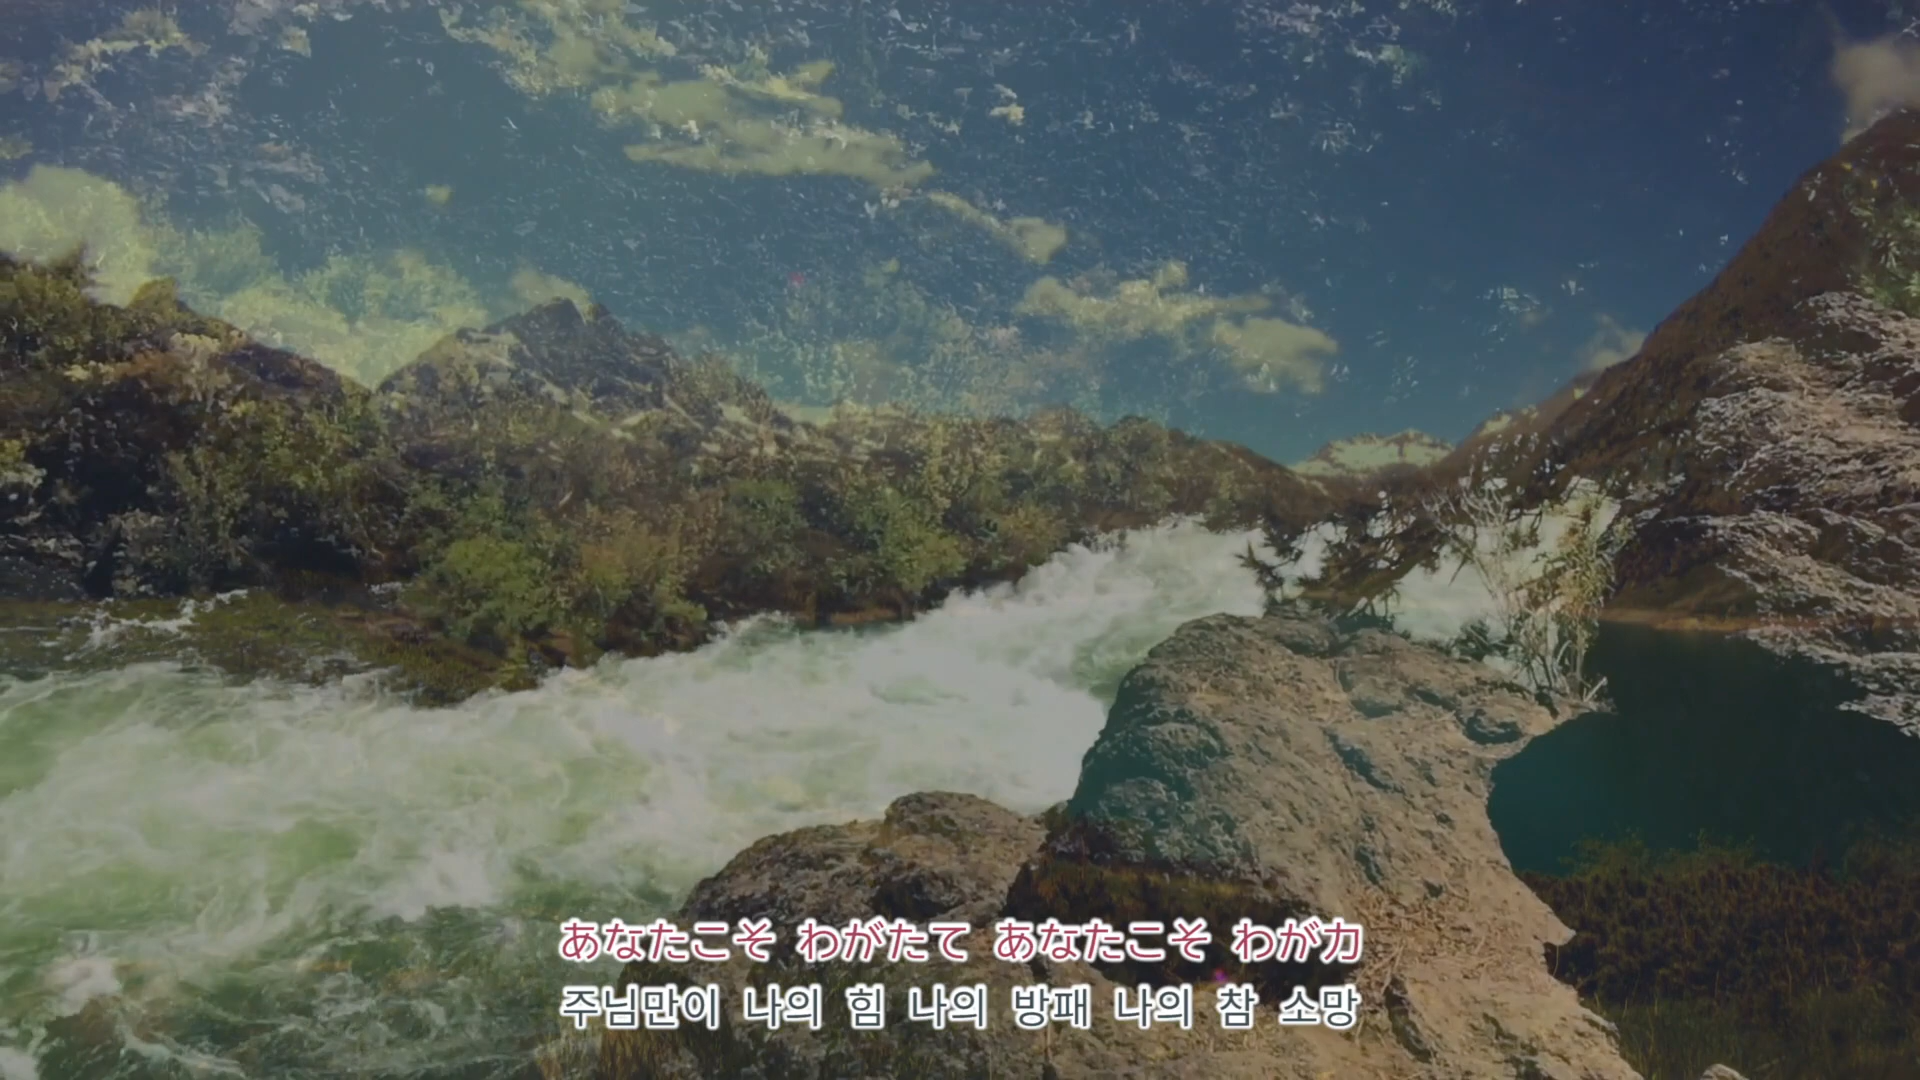 あなたこそ わがたて あなたこそ わが力
주님만이 나의 힘 나의 방패 나의 참 소망